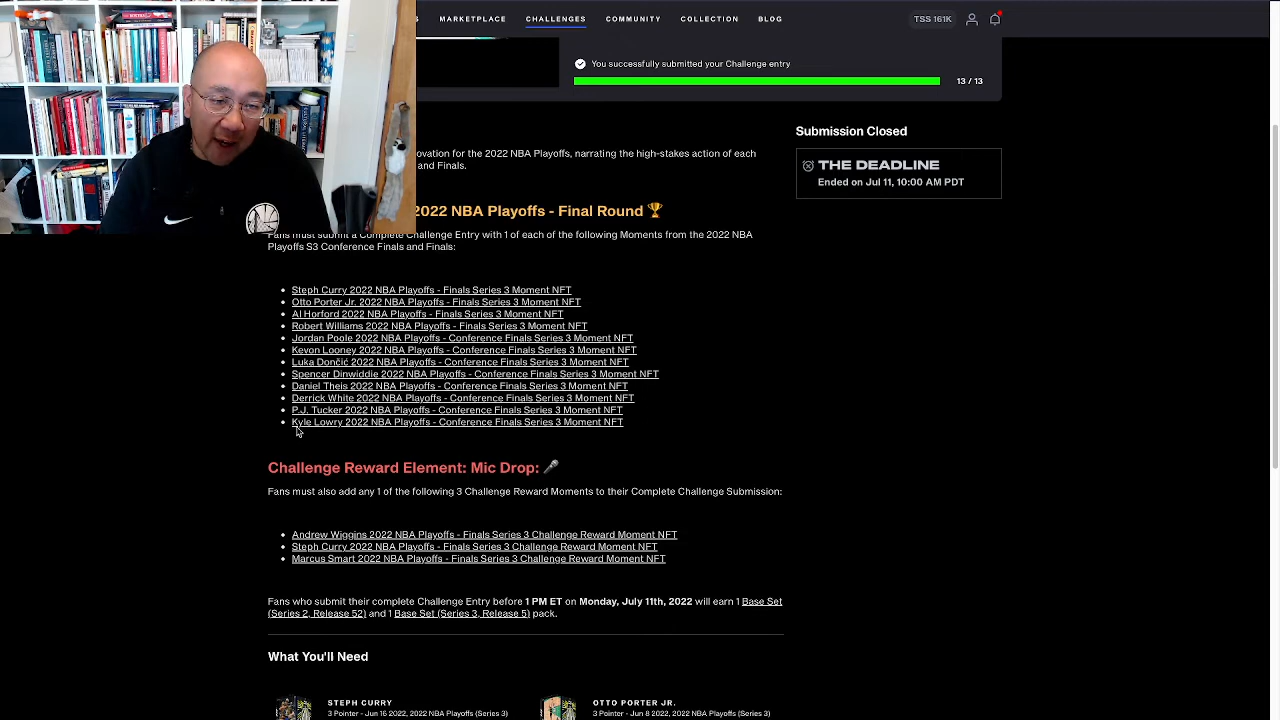 MARKETPLACE CHALLENGES COMMUNITY COLLECTION BLOG TSS 161K
You successfully submitted your Challenge entry
13 / 13
Submission Closed
THE DEADLINE
Ended on Jul 11, 10:00 AM PDT
ovation for the 2022 NBA Playoffs, narrating the high-stakes action of each
and Finals.
2022 NBA Playoffs - Final Round 🏆
Fans must submit a Complete Challenge Entry with 1 of each of the following Moments from the 2022 NBA
Playoffs S3 Conference Finals and Finals:
• Steph Curry 2022 NBA Playoffs - Finals Series 3 Moment NFT
• Otto Porter Jr. 2022 NBA Playoffs - Finals Series 3 Moment NFT
• Al Horford 2022 NBA Playoffs - Finals Series 3 Moment NFT
• Robert Williams 2022 NBA Playoffs - Finals Series 3 Moment NFT
• Jordan Poole 2022 NBA Playoffs - Conference Finals Series 3 Moment NFT
• Kevon Looney 2022 NBA Playoffs - Conference Finals Series 3 Moment NFT
• Luka Dončić 2022 NBA Playoffs - Conference Finals Series 3 Moment NFT
• Spencer Dinwiddie 2022 NBA Playoffs - Conference Finals Series 3 Moment NFT
• Daniel Theis 2022 NBA Playoffs - Conference Finals Series 3 Moment NFT
• Derrick White 2022 NBA Playoffs - Conference Finals Series 3 Moment NFT
• P.J. Tucker 2022 NBA Playoffs - Conference Finals Series 3 Moment NFT
• Kyle Lowry 2022 NBA Playoffs - Conference Finals Series 3 Moment NFT
Challenge Reward Element: Mic Drop: 🎤
Fans must also add any 1 of the following 3 Challenge Reward Moments to their Complete Challenge Submission:
• Andrew Wiggins 2022 NBA Playoffs - Finals Series 3 Challenge Reward Moment NFT
• Steph Curry 2022 NBA Playoffs - Finals Series 3 Challenge Reward Moment NFT
• Marcus Smart 2022 NBA Playoffs - Finals Series 3 Challenge Reward Moment NFT
Fans who submit their complete Challenge Entry before 1 PM ET on Monday, July 11th, 2022 will earn 1 Base Set
(Series 2, Release 52) and 1 Base Set (Series 3, Release 5) pack.
What You'll Need
STEPH CURRY
3 Pointer - Jun 16 2022, 2022 NBA Playoffs (Series 3)
OTTO PORTER JR.
3 Pointer - Jun 8 2022, 2022 NBA Playoffs (Series 3)